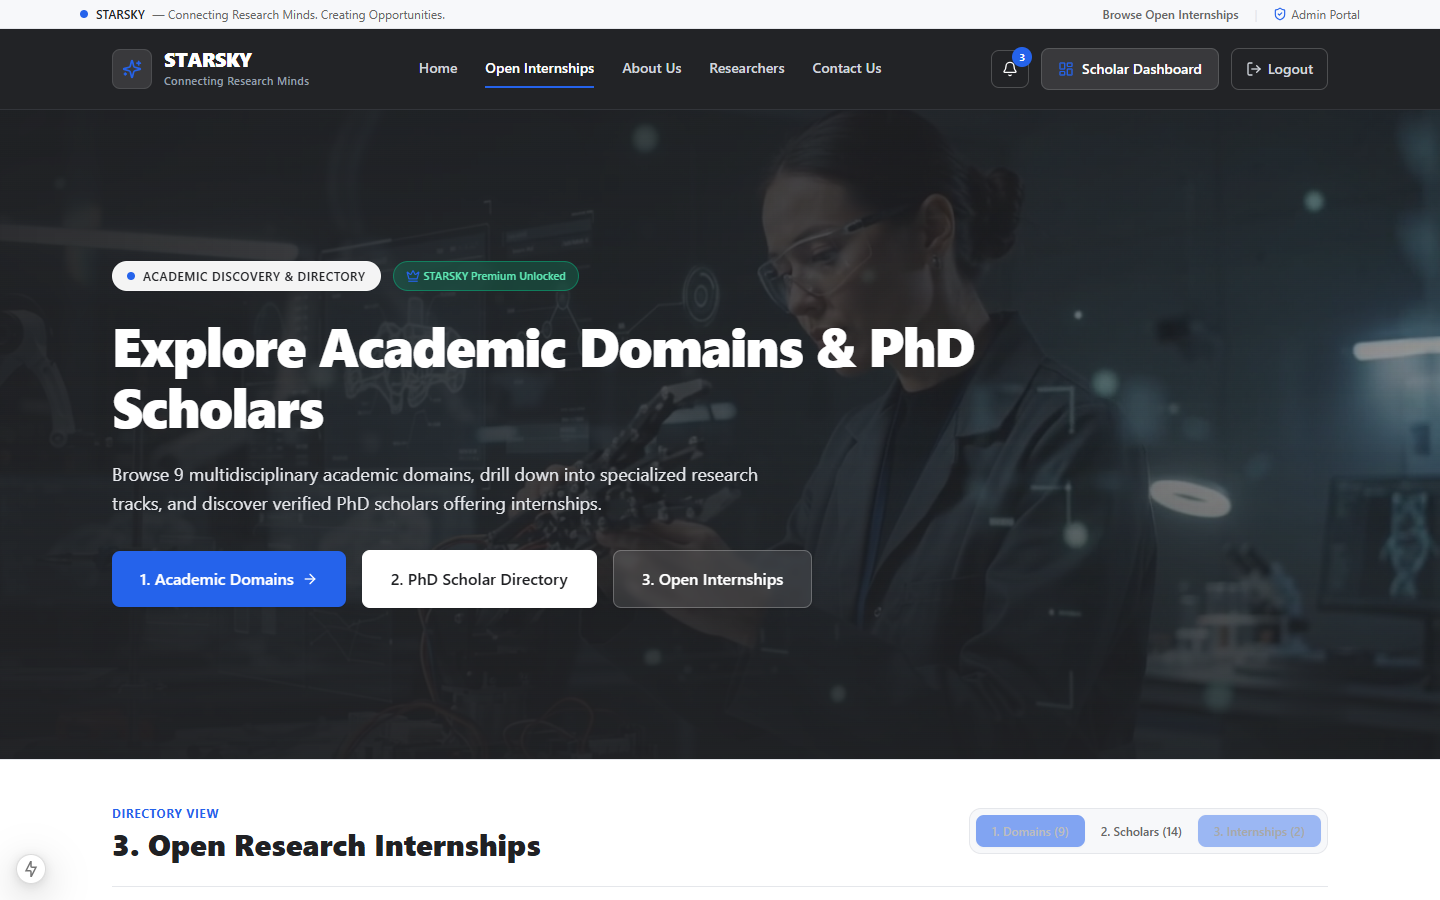 STARSKY — Connecting Research Minds. Creating Opportunities.
Browse Open Internships
Admin Portal
STARSKY
Connecting Research Minds
Home
Open Internships
About Us
Researchers
Contact Us
3
Scholar Dashboard
Logout
ACADEMIC DISCOVERY & DIRECTORY
STARSKY Premium Unlocked
Explore Academic Domains & PhD
Scholars
Browse 9 multidisciplinary academic domains, drill down into specialized research
tracks, and discover verified PhD scholars offering internships.
1. Academic Domains →
2. PhD Scholar Directory
3. Open Internships
DIRECTORY VIEW
3. Open Research Internships
1. Domains (9)
2. Scholars (14)
3. Internships (2)